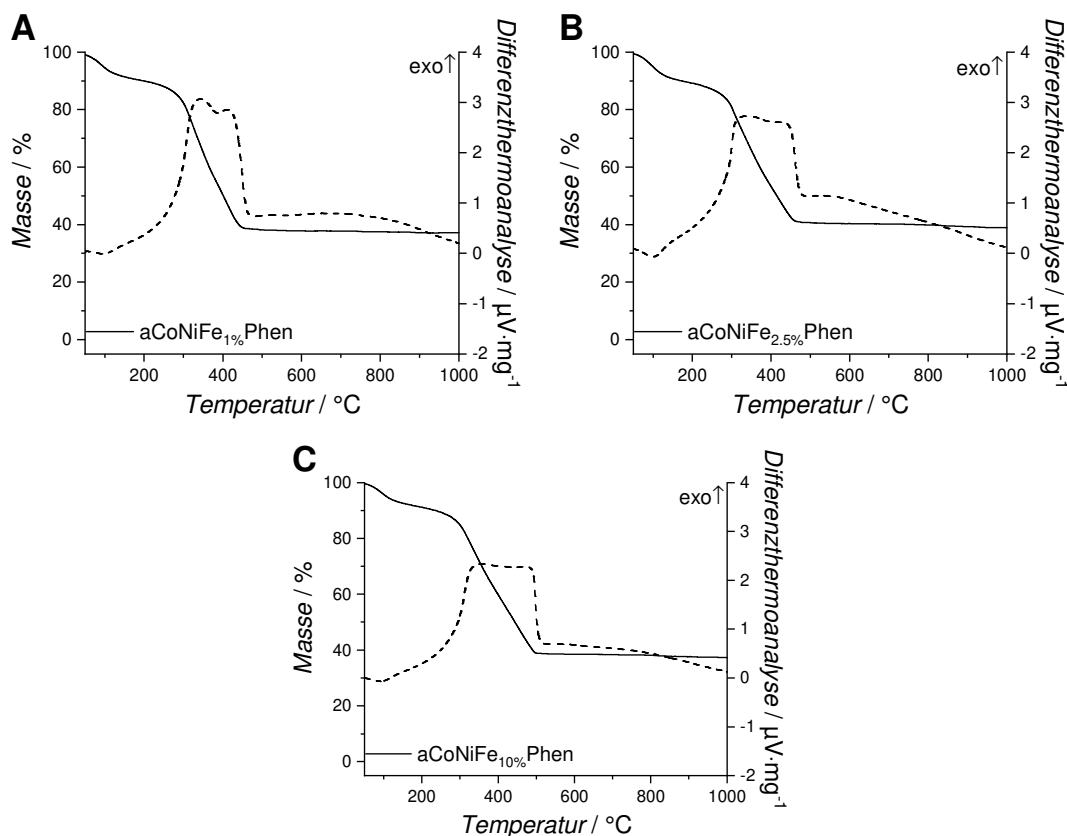 A
Differenzthermoanalyse / µV·mg⁻¹
Masse / %
100
80
60
40
20
0
exo↑
4
3
2
1
0
-1
-2
aCoNiFe₁%Phen
200 400 600 800 1000
Temperatur / °C
B
Differenzthermoanalyse / µV·mg⁻¹
Masse / %
100
80
60
40
20
0
exo↑
4
3
2
1
0
-1
-2
aCoNiFe₂.₅%Phen
200 400 600 800 1000
Temperatur / °C
C
Differenzthermoanalyse / µV·mg⁻¹
Masse / %
100
80
60
40
20
0
exo↑
4
3
2
1
0
-1
-2
aCoNiFe₁₀%Phen
200 400 600 800 1000
Temperatur / °C